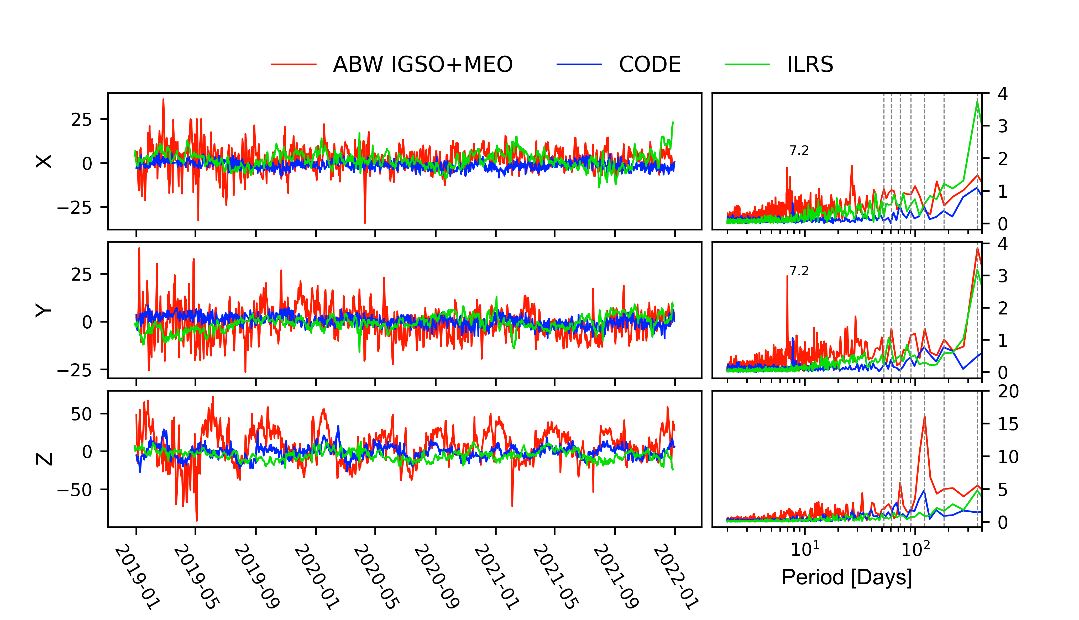 ABW IGSO+MEO CODE ILRS
X 25 0 −25 7.2 4 3 2 1 0
Y 25 0 −25 7.2 4 3 2 1 0
Z 50 0 −50 20 15 10 5 0
2019-01 2019-05 2019-09 2020-01 2020-05 2020-09 2021-01 2021-05 2021-09 2022-01 10¹ 10²
Period [Days]